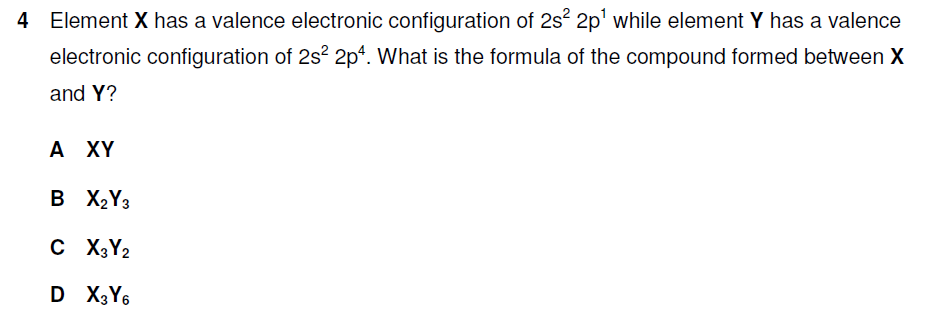 4 Element X has a valence electronic configuration of 2s² 2p¹ while element Y has a valence
electronic configuration of 2s² 2p⁴. What is the formula of the compound formed between X
and Y?
A XY
B X₂Y₃
C X₃Y₂
D X₃Y₆